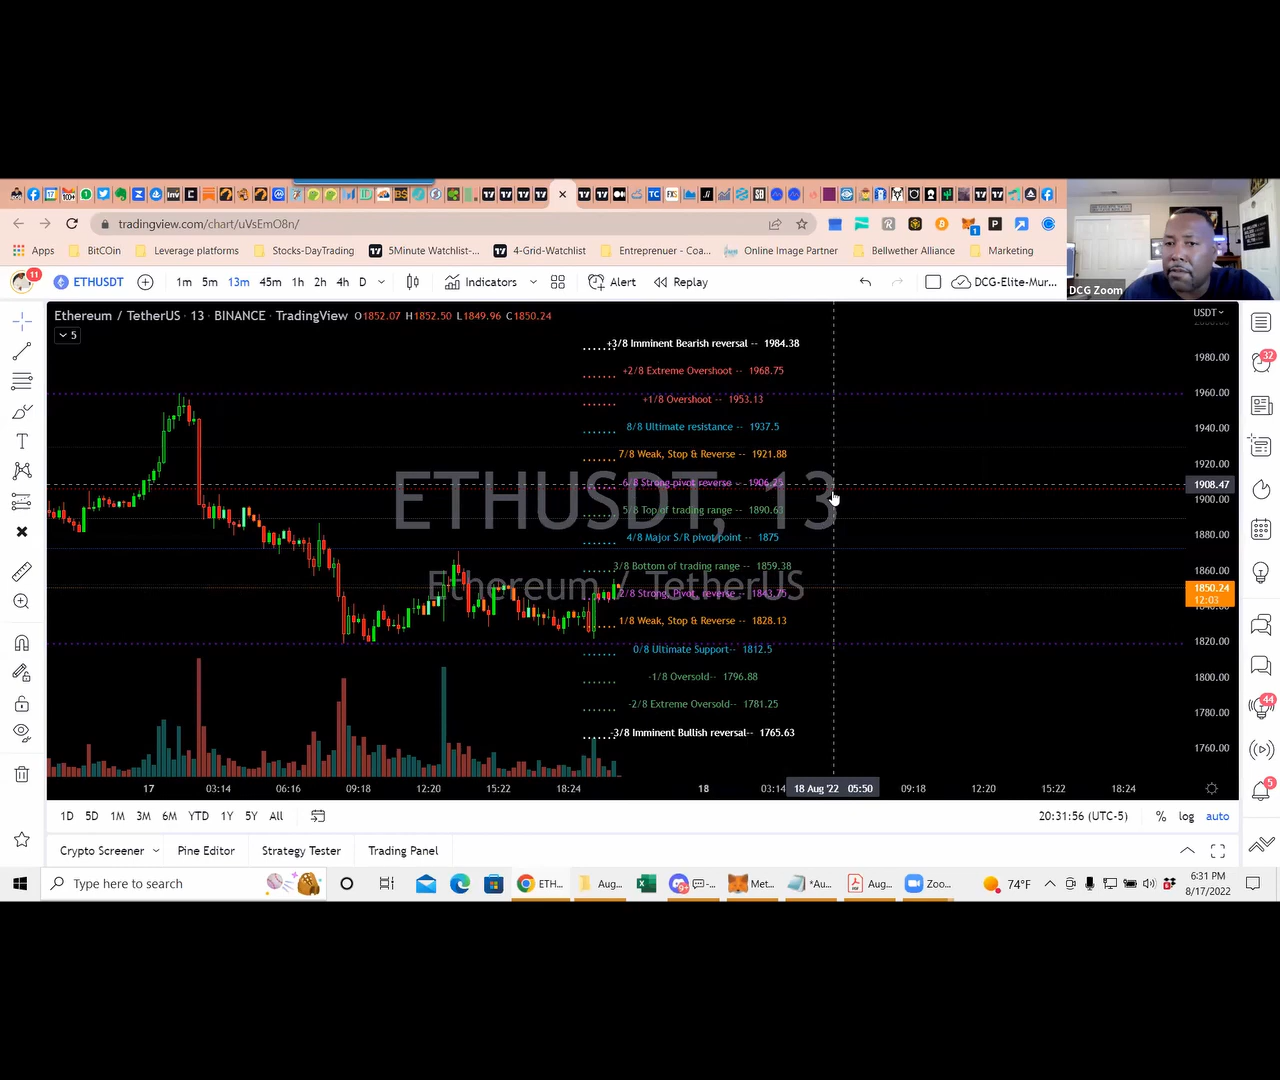 tradingview.com/chart/uVsEmO8n/
Apps BitCOin Leverage platforms Stocks-DayTrading 5Minute Watchlist-... 4-Grid-Watchlist Entreprenuer - Coa... Online Image Partner Bellwether Alliance Marketing
DCG Zoom
11 ETHUSDT 1m 5m 13m 45m 1h 2h 4h D Indicators Alert Replay DCG-Elite-Mur...
Ethereum / TetherUS · 13 · BINANCE · TradingView O1852.07 H1852.50 L1849.96 C1850.24 USDT
5
ETHUSDT, 13
Ethereum / TetherUS
+3/8 Imminent Bearish reversal -- 1984.38
+2/8 Extreme Overshoot -- 1968.75
+1/8 Overshoot -- 1953.13
8/8 Ultimate resistance -- 1937.5
7/8 Weak, Stop & Reverse -- 1921.88
6/8 Strong pivot reverse -- 1906.25
5/8 Top of trading range -- 1890.63
4/8 Major S/R pivot point -- 1875
3/8 Bottom of trading range -- 1859.38
2/8 Strong, Pivot, reverse -- 1843.75
1/8 Weak, Stop & Reverse -- 1828.13
0/8 Ultimate Support-- 1812.5
-1/8 Oversold-- 1796.88
-2/8 Extreme Oversold-- 1781.25
-3/8 Imminent Bullish reversal-- 1765.63
1980.00
1960.00
1940.00
1920.00
1908.47
1900.00
1880.00
1860.00
1850.24
12:03
1820.00
1800.00
1780.00
1760.00
32
44
5
17 03:14 06:16 09:18 12:20 15:22 18:24 18 03:14 18 Aug '22 05:50 09:18 12:20 15:22 18:24
1D 5D 1M 3M 6M YTD 1Y 5Y All 20:31:56 (UTC-5) % log auto
Crypto Screener Pine Editor Strategy Tester Trading Panel
Type here to search ETH... Aug... Met... *Au... Aug... Zoo... 74°F 6:31 PM
8/17/2022